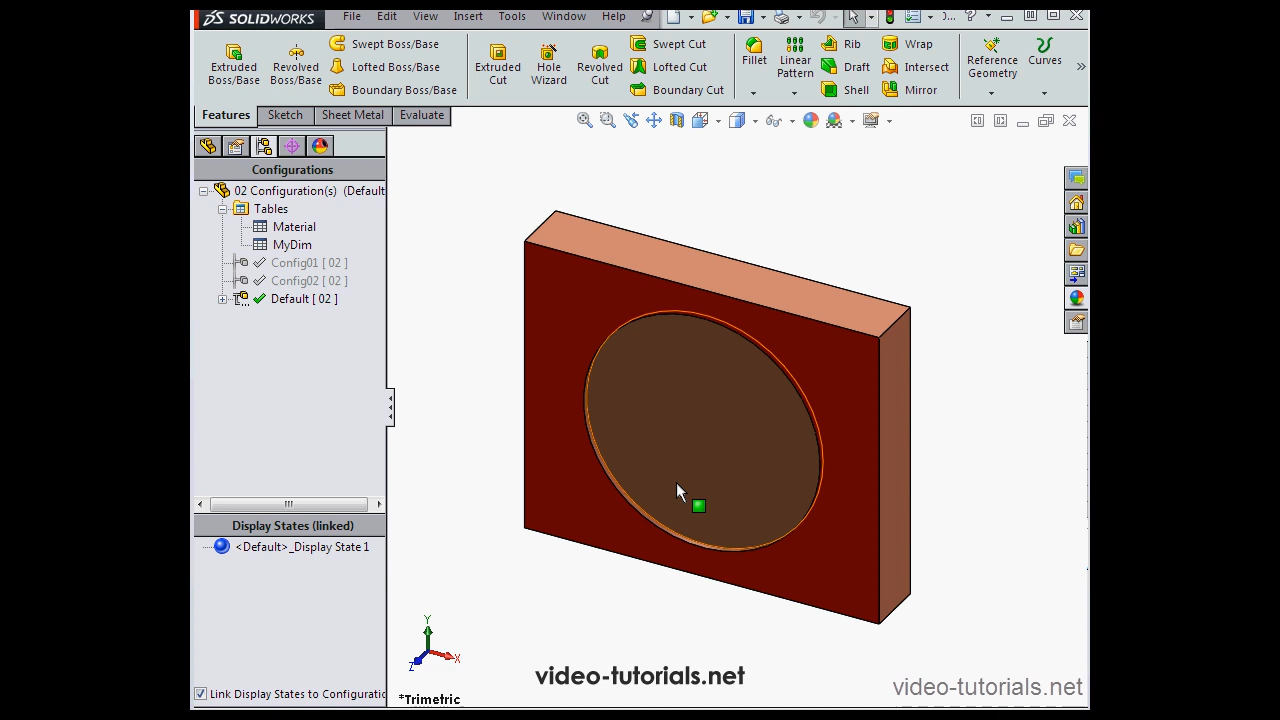 SOLIDWORKS File Edit View Insert Tools Window Help
Extruded Boss/Base
Revolved Boss/Base
Swept Boss/Base
Lofted Boss/Base
Boundary Boss/Base
Extruded Cut
Hole Wizard
Revolved Cut
Swept Cut
Lofted Cut
Boundary Cut
Fillet
Linear Pattern
Rib
Draft
Shell
Wrap
Intersect
Mirror
Reference Geometry
Curves
Features Sketch Sheet Metal Evaluate
Configurations
02 Configuration(s) (Default
Tables
Material
MyDim
Config01 [ 02 ]
Config02 [ 02 ]
Default [ 02 ]
Display States (linked)
<Default>_Display State 1
Link Display States to Configuratio
Y
X
Z
*Trimetric
video-tutorials.net
video-tutorials.net